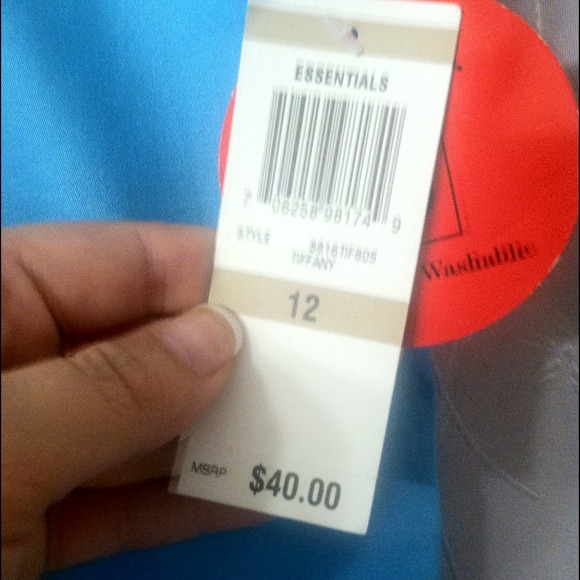 ESSENTIALS
7 06258 98174 9
STYLE 8818TIF805
TIFFANY
12
MSRP $40.00
Washable